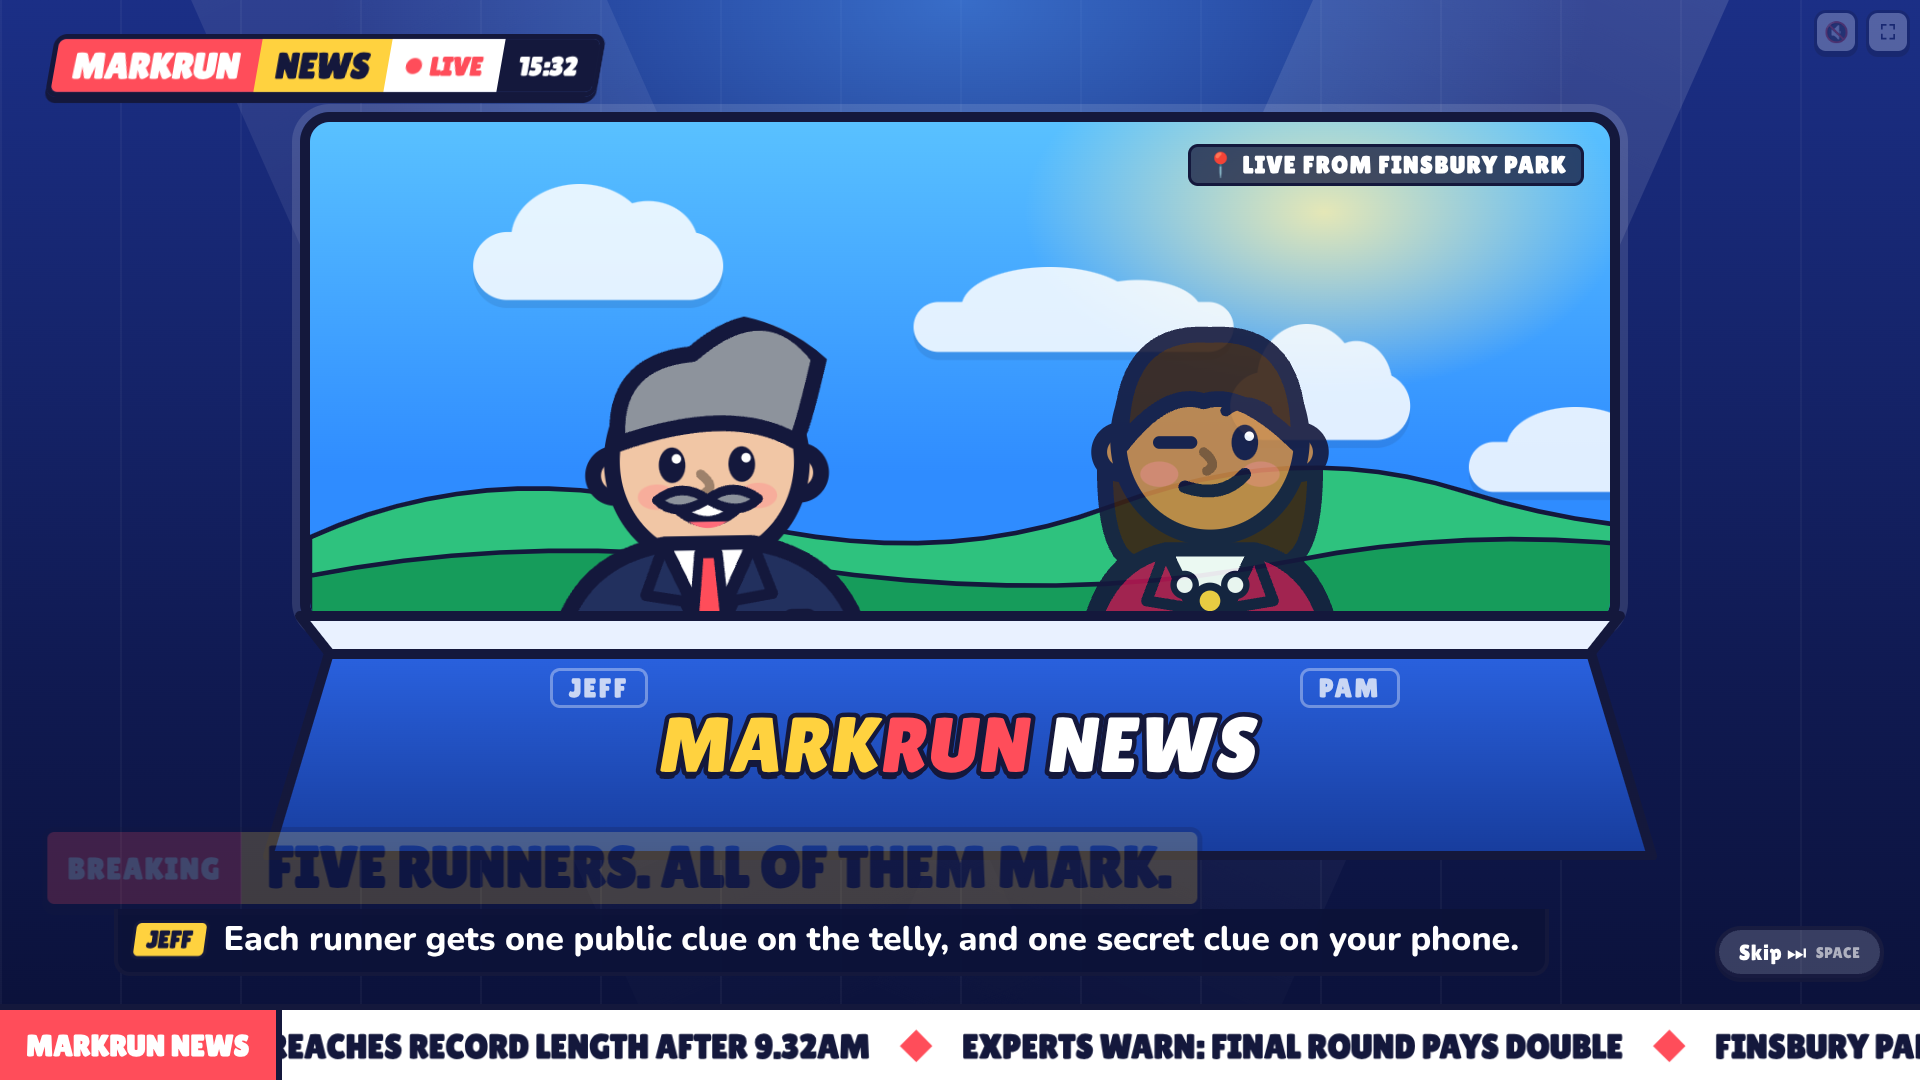 MARKRUN NEWS LIVE 15:32
📍 LIVE FROM FINSBURY PARK
JEFF
PAM
MARKRUN NEWS
BREAKING FIVE RUNNERS. ALL OF THEM MARK.
JEFF Each runner gets one public clue on the telly, and one secret clue on your phone.
Skip SPACE
MARKRUN NEWS REACHES RECORD LENGTH AFTER 9.32AM EXPERTS WARN: FINAL ROUND PAYS DOUBLE FINSBURY